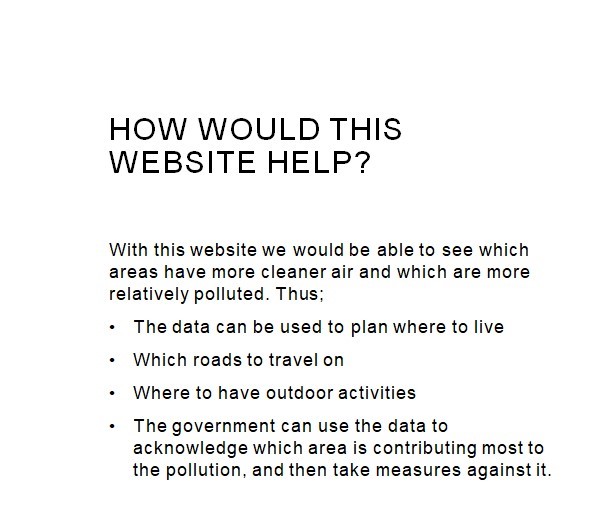 HOW WOULD THIS
WEBSITE HELP?
With this website we would be able to see which
areas have more cleaner air and which are more
relatively polluted. Thus;
• The data can be used to plan where to live
• Which roads to travel on
• Where to have outdoor activities
• The government can use the data to
acknowledge which area is contributing most to
the pollution, and then take measures against it.